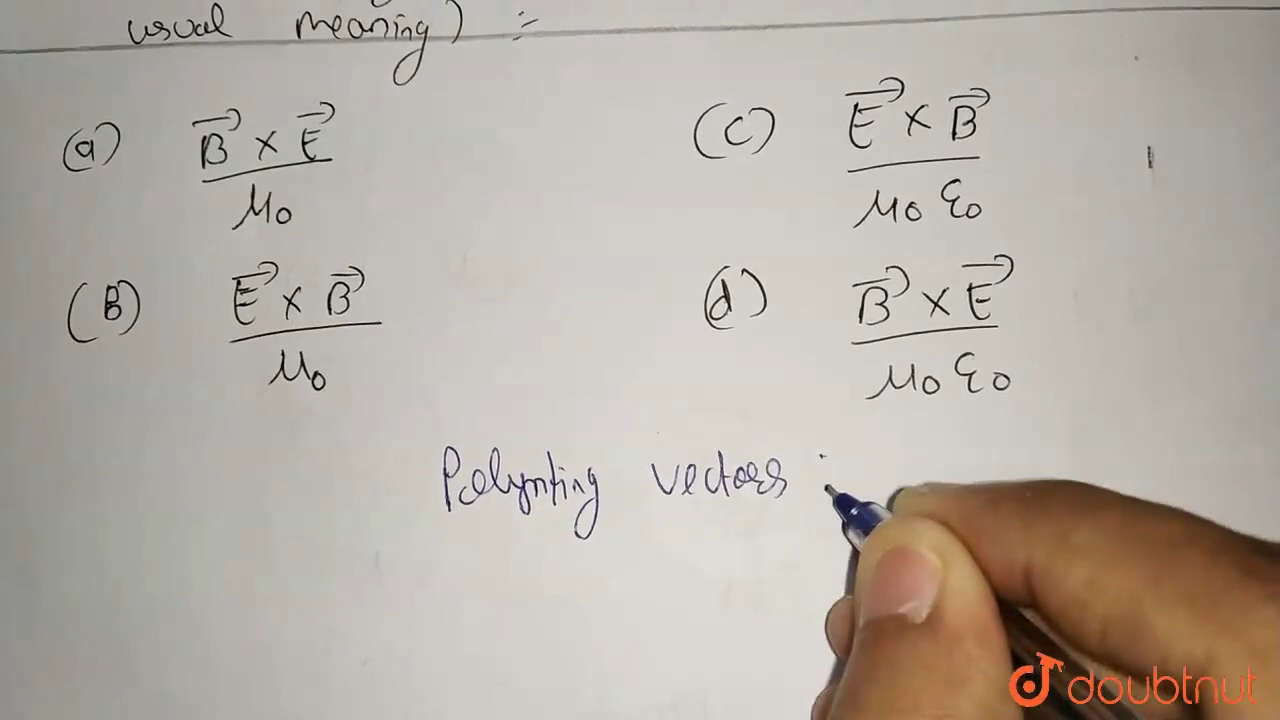 usual meaning) :-
(a) B⃗ × E⃗ / μ₀
(c) E⃗ × B⃗ / μ₀ ε₀
(B) E⃗ × B⃗ / μ₀
(d) B⃗ × E⃗ / μ₀ ε₀
Polynting vectors :
doubtnut